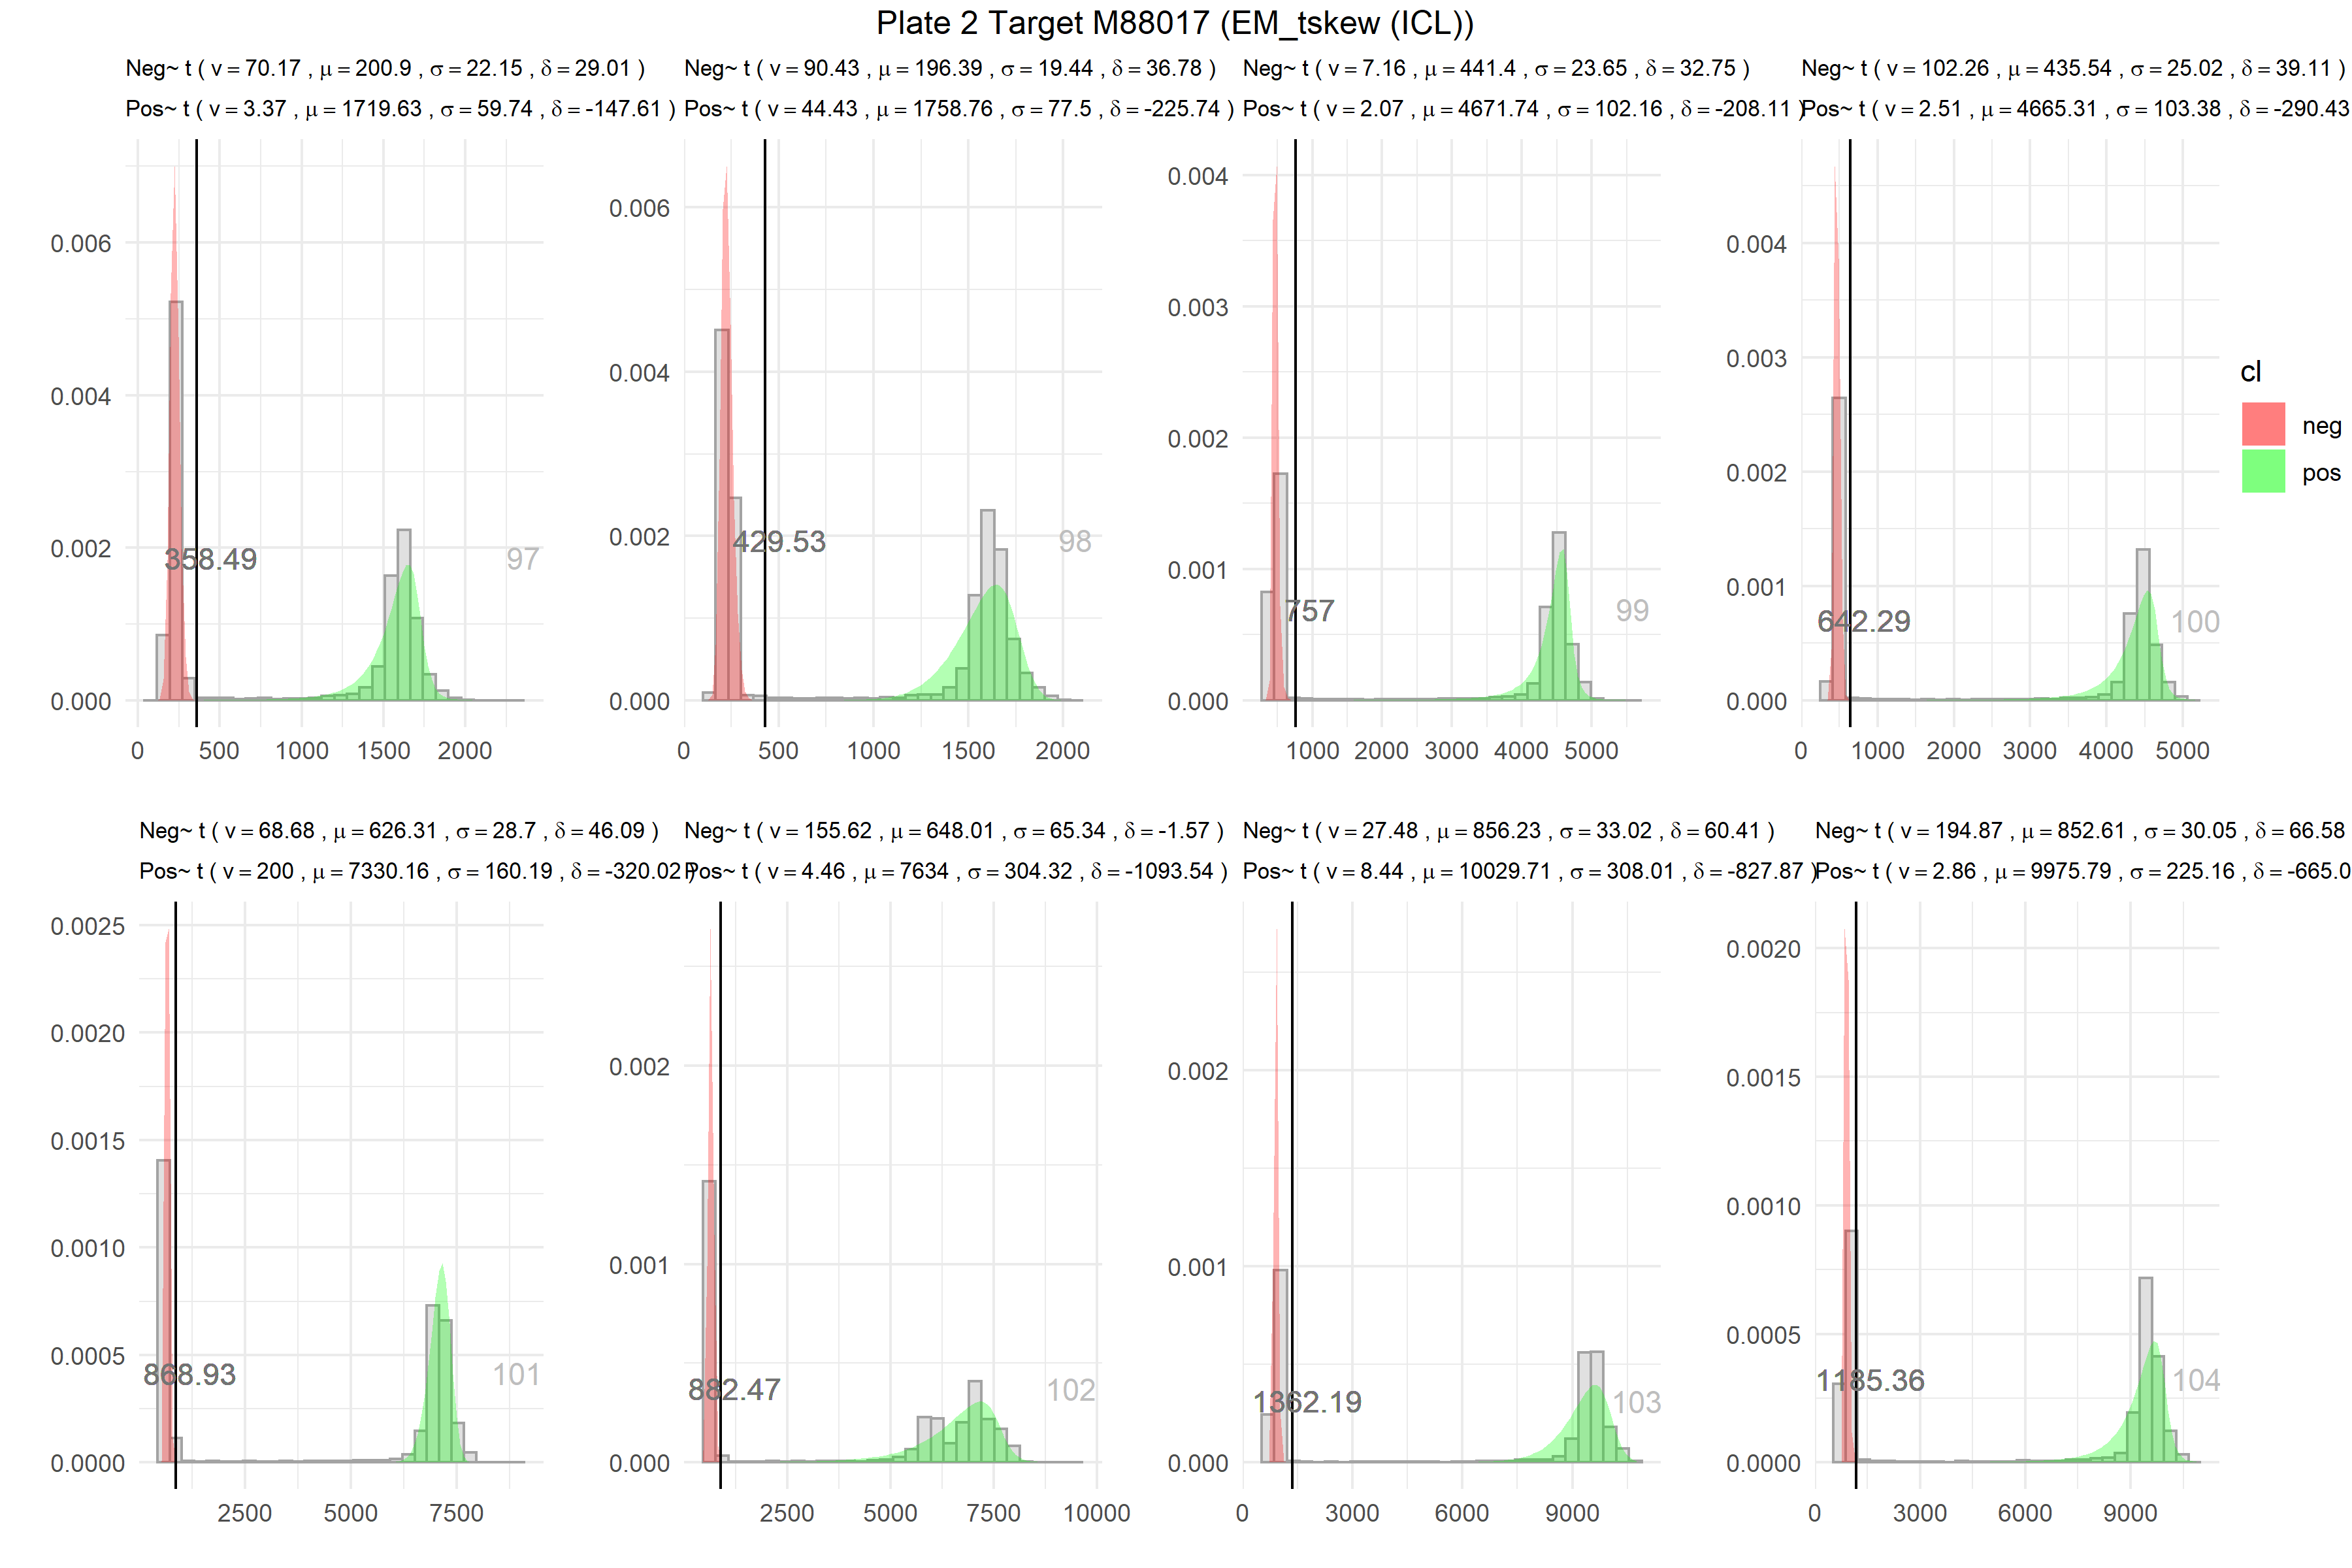 Plate 2 Target M88017 (EM_tskew (ICL))
Neg~ t ( ν = 70.17 , μ = 200.9 , σ = 22.15 , δ = 29.01 )
Pos~ t ( ν = 3.37 , μ = 1719.63 , σ = 59.74 , δ = -147.61 )
Neg~ t ( ν = 90.43 , μ = 196.39 , σ = 19.44 , δ = 36.78 )
Pos~ t ( ν = 44.43 , μ = 1758.76 , σ = 77.5 , δ = -225.74 )
Neg~ t ( ν = 7.16 , μ = 441.4 , σ = 23.65 , δ = 32.75 )
Pos~ t ( ν = 2.07 , μ = 4671.74 , σ = 102.16 , δ = -208.11 )
Neg~ t ( ν = 102.26 , μ = 435.54 , σ = 25.02 , δ = 39.11 )
Pos~ t ( ν = 2.51 , μ = 4665.31 , σ = 103.38 , δ = -290.43
0.006
0.004
0.002
0.000
358.49
97
0 500 1000 1500 2000
0.006
0.004
0.002
0.000
429.53
98
0 500 1000 1500 2000
0.004
0.003
0.002
0.001
0.000
757
99
1000 2000 3000 4000 5000
0.004
0.003
0.002
0.001
0.000
642.29
100
0 1000 2000 3000 4000 5000
cl
neg
pos
Neg~ t ( ν = 68.68 , μ = 626.31 , σ = 28.7 , δ = 46.09 )
Pos~ t ( ν = 200 , μ = 7330.16 , σ = 160.19 , δ = -320.02 )
Neg~ t ( ν = 155.62 , μ = 648.01 , σ = 65.34 , δ = -1.57 )
Pos~ t ( ν = 4.46 , μ = 7634 , σ = 304.32 , δ = -1093.54 )
Neg~ t ( ν = 27.48 , μ = 856.23 , σ = 33.02 , δ = 60.41 )
Pos~ t ( ν = 8.44 , μ = 10029.71 , σ = 308.01 , δ = -827.87 )
Neg~ t ( ν = 194.87 , μ = 852.61 , σ = 30.05 , δ = 66.58
Pos~ t ( ν = 2.86 , μ = 9975.79 , σ = 225.16 , δ = -665.0
0.0025
0.0020
0.0015
0.0010
0.0005
0.0000
868.93
101
2500 5000 7500
0.002
0.001
0.000
882.47
102
2500 5000 7500 10000
0.002
0.001
0.000
1362.19
103
0 3000 6000 9000
0.0020
0.0015
0.0010
0.0005
0.0000
1185.36
104
0 3000 6000 9000